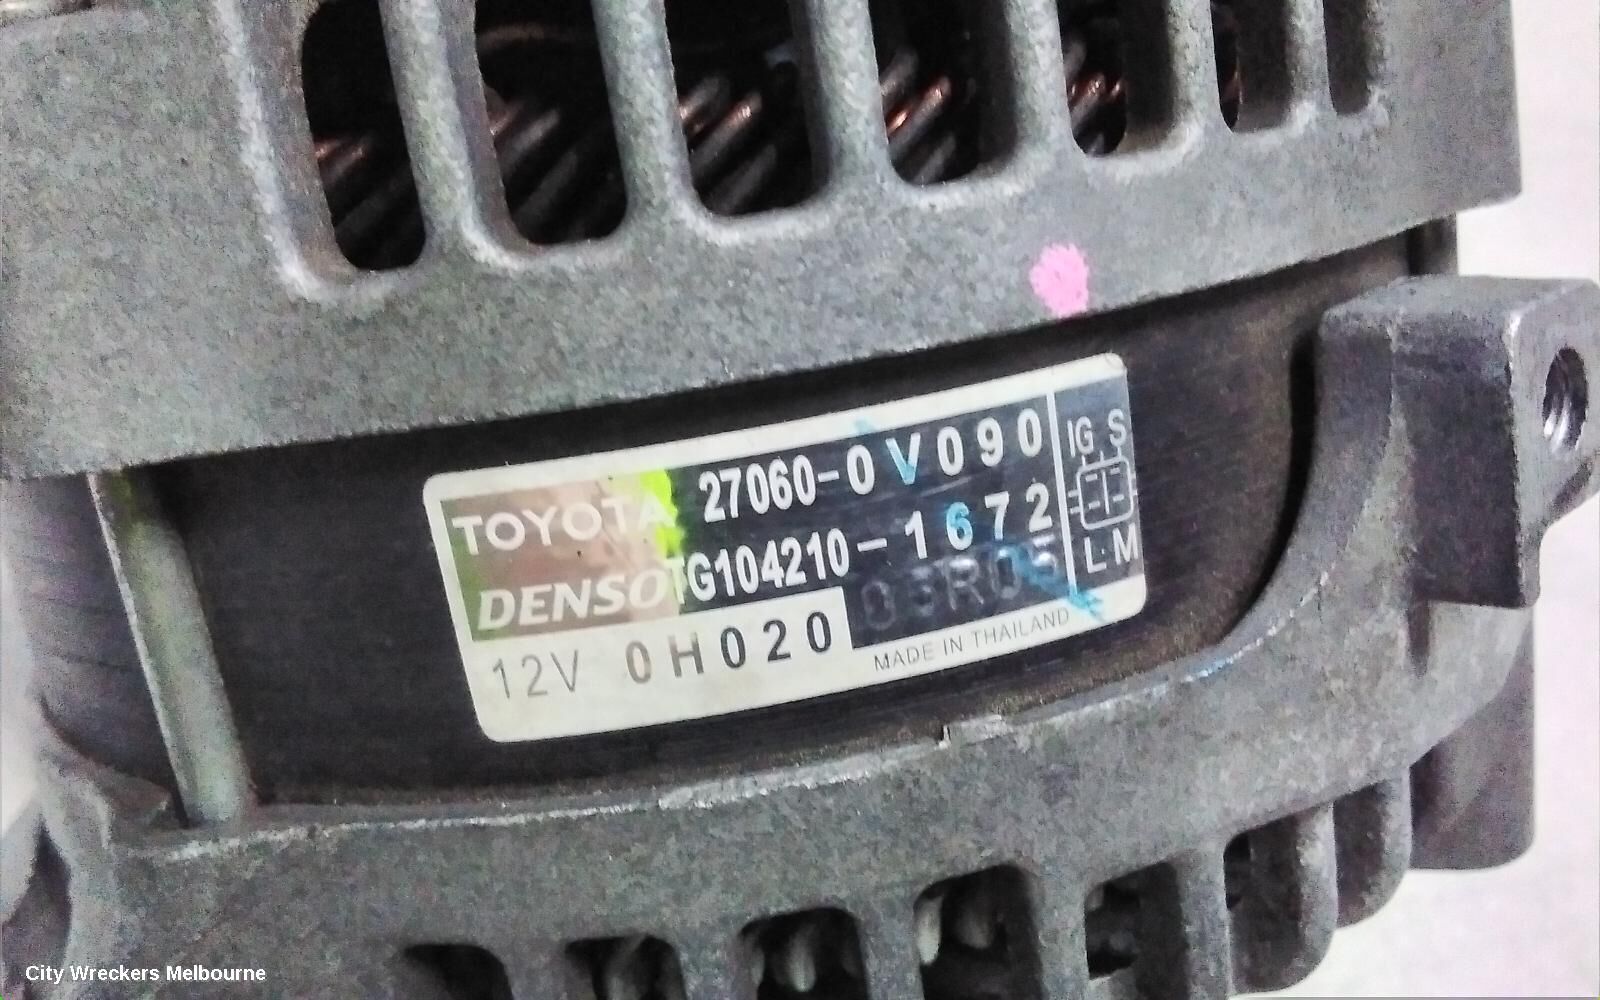 TOYOTA 27060-0V090
DENSO TG104210-1672
12V 0H020
MADE IN THAILAND
IG S
L M
City Wreckers Melbourne